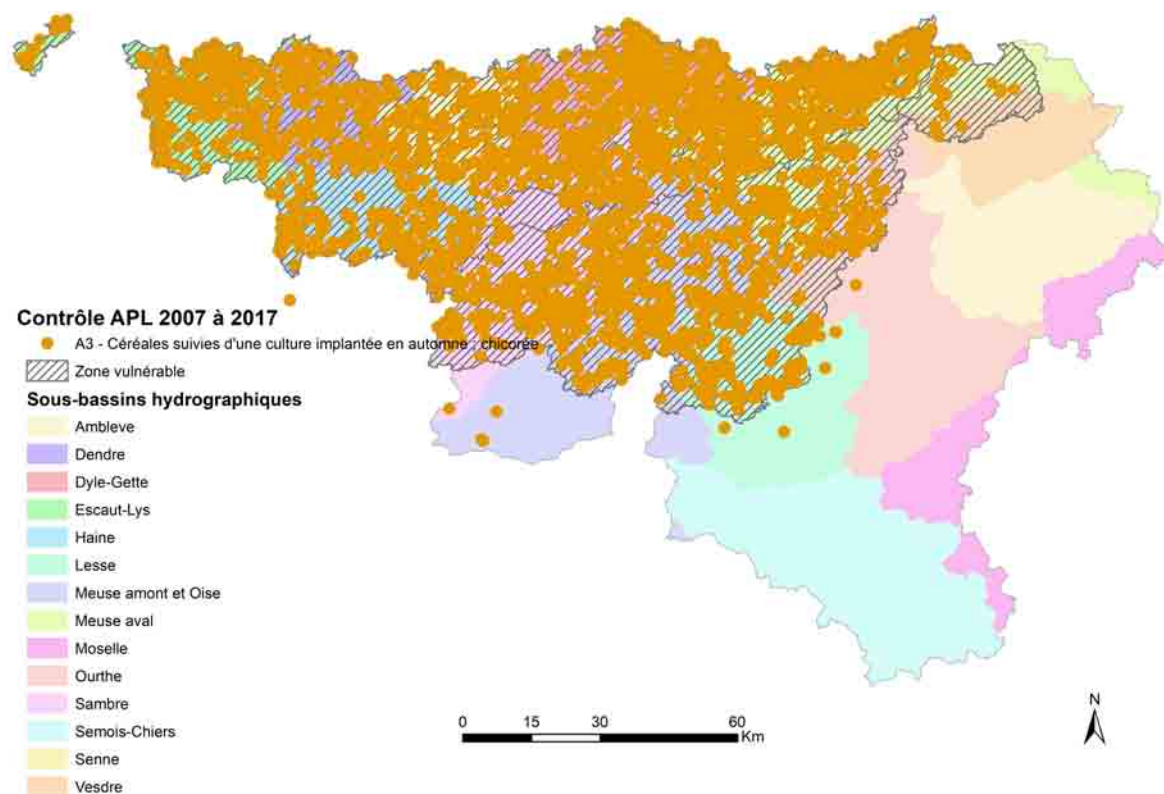 Contrôle APL 2007 à 2017
A3 - Céréales suivies d'une culture implantée en automne ; chicorée
Zone vulnérable
Sous-bassins hydrographiques
Ambleve
Dendre
Dyle-Gette
Escaut-Lys
Haine
Lesse
Meuse amont et Oise
Meuse aval
Moselle
Ourthe
Sambre
Semois-Chiers
Senne
Vesdre
0 15 30 60
Km
N